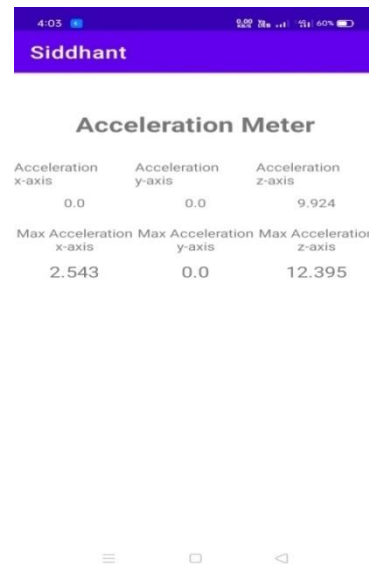 4:03 60%
Siddhant
Acceleration Meter
Acceleration x-axis Acceleration y-axis Acceleration z-axis
0.0 0.0 9.924
Max Acceleration x-axis Max Acceleration y-axis Max Acceleration z-axis
2.543 0.0 12.395